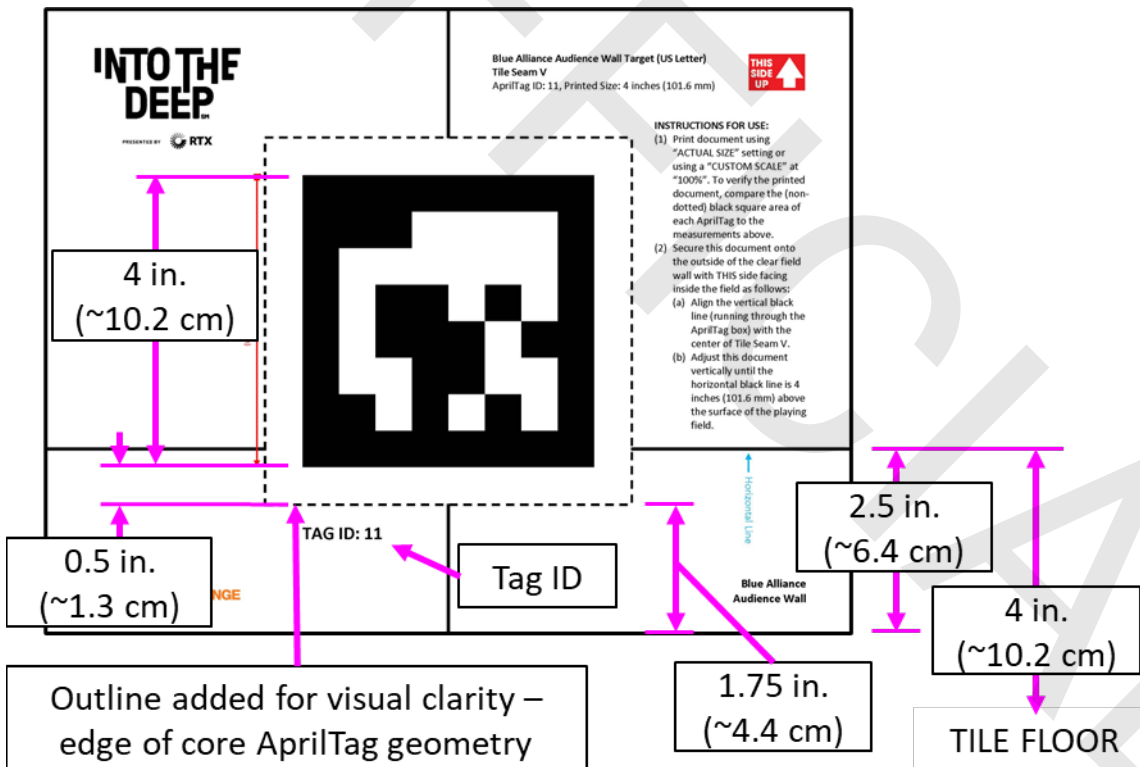 INTO THE
DEEP℠
PRESENTED BY RTX
Blue Alliance Audience Wall Target (US Letter)
Tile Seam V
AprilTag ID: 11, Printed Size: 4 inches (101.6 mm)
THIS
SIDE
UP
INSTRUCTIONS FOR USE:
(1) Print document using
"ACTUAL SIZE" setting or
using a "CUSTOM SCALE" at
"100%". To verify the printed
document, compare the (non-
dotted) black square area of
each AprilTag to the
measurements above.
(2) Secure this document onto
the outside of the clear field
wall with THIS side facing
inside the field as follows:
(a) Align the vertical black
line (running through the
AprilTag box) with the
center of Tile Seam V.
(b) Adjust this document
vertically until the
horizontal black line is 4
inches (101.6 mm) above
the surface of the playing
field.
4 in.
(~10.2 cm)
Horizontal Line
2.5 in.
(~6.4 cm)
TAG ID: 11
0.5 in.
(~1.3 cm)
NGE
Tag ID
Blue Alliance
Audience Wall
4 in.
(~10.2 cm)
Outline added for visual clarity –
edge of core AprilTag geometry
1.75 in.
(~4.4 cm)
TILE FLOOR